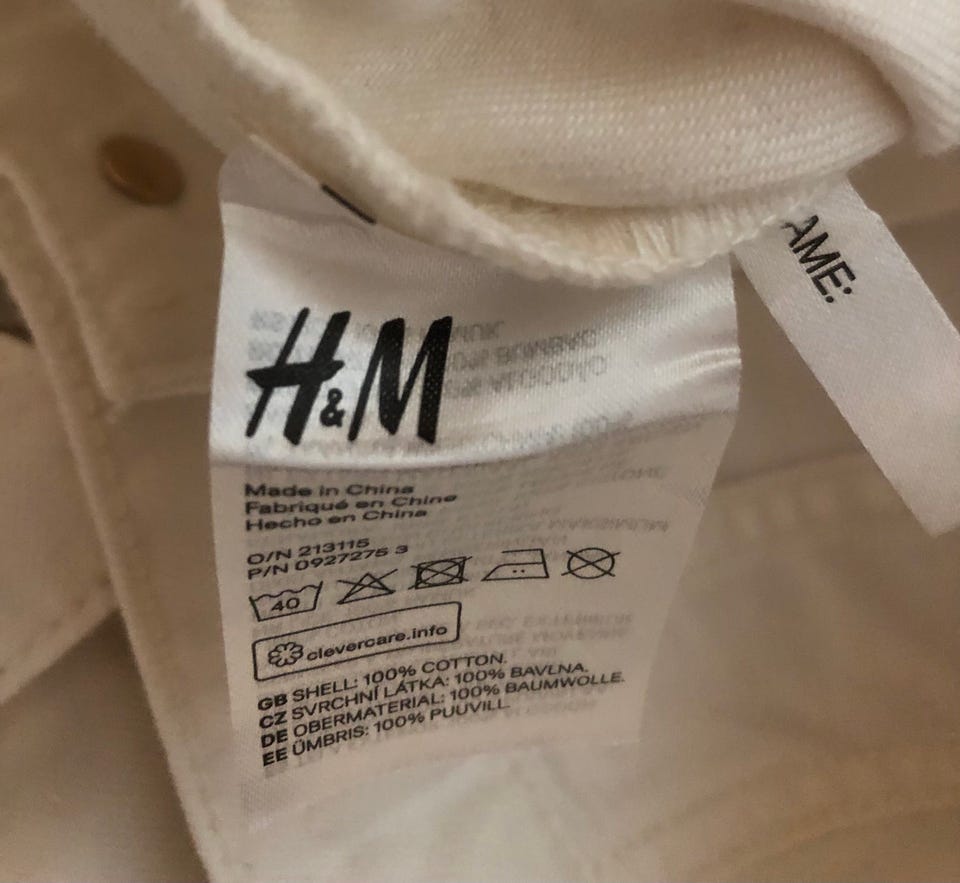 H&M
AME:
Made in China
Fabriqué en Chine
Hecho en China
O/N 213115
P/N 0927275 3
40
clevercare.info
GB SHELL: 100% COTTON.
CZ SVRCHNÍ LÁTKA: 100% BAVLNA.
DE OBERMATERIAL: 100% BAUMWOLLE.
EE ÜMBRIS: 100% PUUVILL.